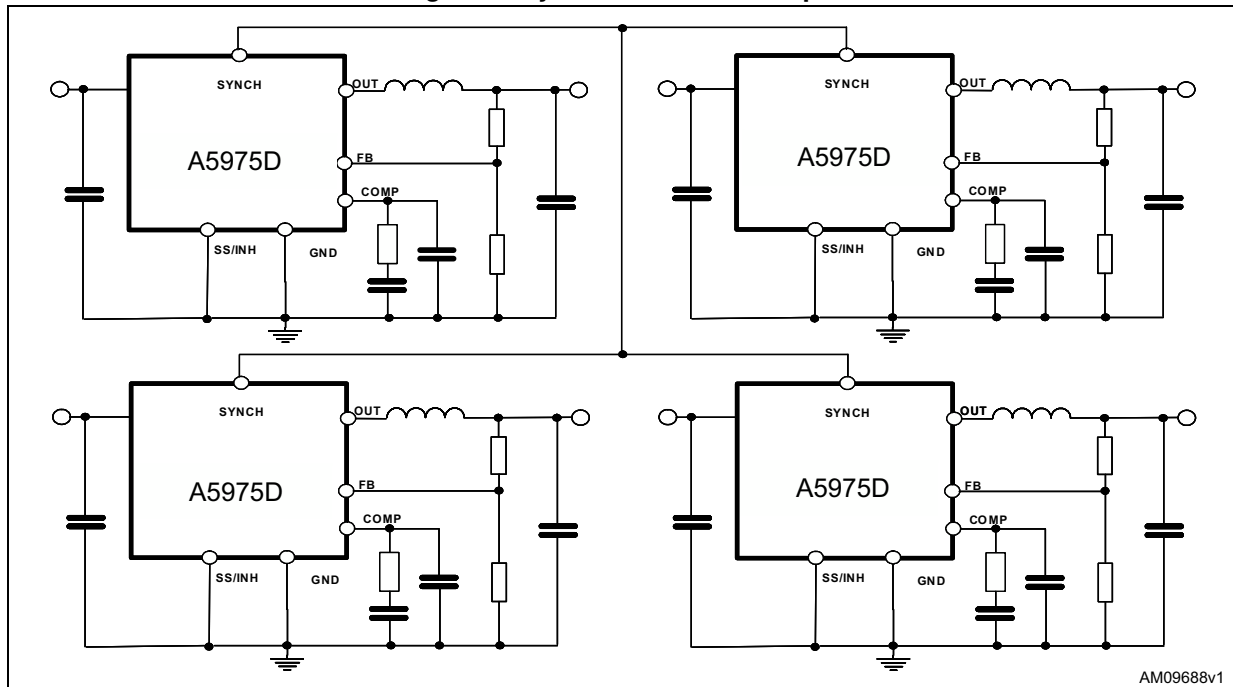 SYNCH
OUT
A5975D
FB
COMP
SS/INH
GND
SYNCH
OUT
A5975D
FB
COMP
SS/INH
GND
SYNCH
OUT
A5975D
FB
COMP
SS/INH
GND
SYNCH
OUT
A5975D
FB
COMP
SS/INH
GND
AM09688v1